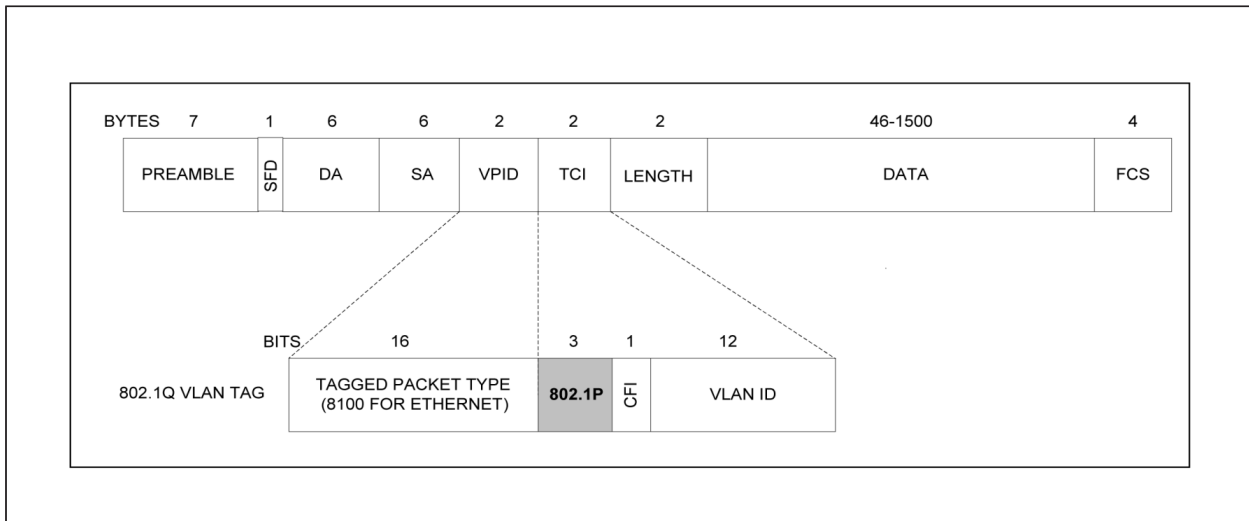 BYTES 7 1 6 6 2 2 2 46-1500 4
PREAMBLE SFD DA SA VPID TCI LENGTH DATA FCS
BITS 16 3 1 12
802.1Q VLAN TAG TAGGED PACKET TYPE 802.1P CFI VLAN ID
(8100 FOR ETHERNET)